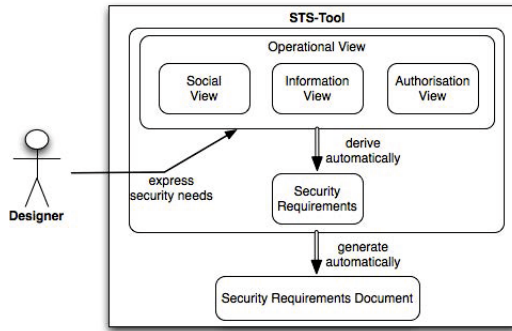 STS-Tool
Operational View
Social
View
Information
View
Authorisation
View
derive
automatically
express
security needs
Designer
Security
Requirements
generate
automatically
Security Requirements Document